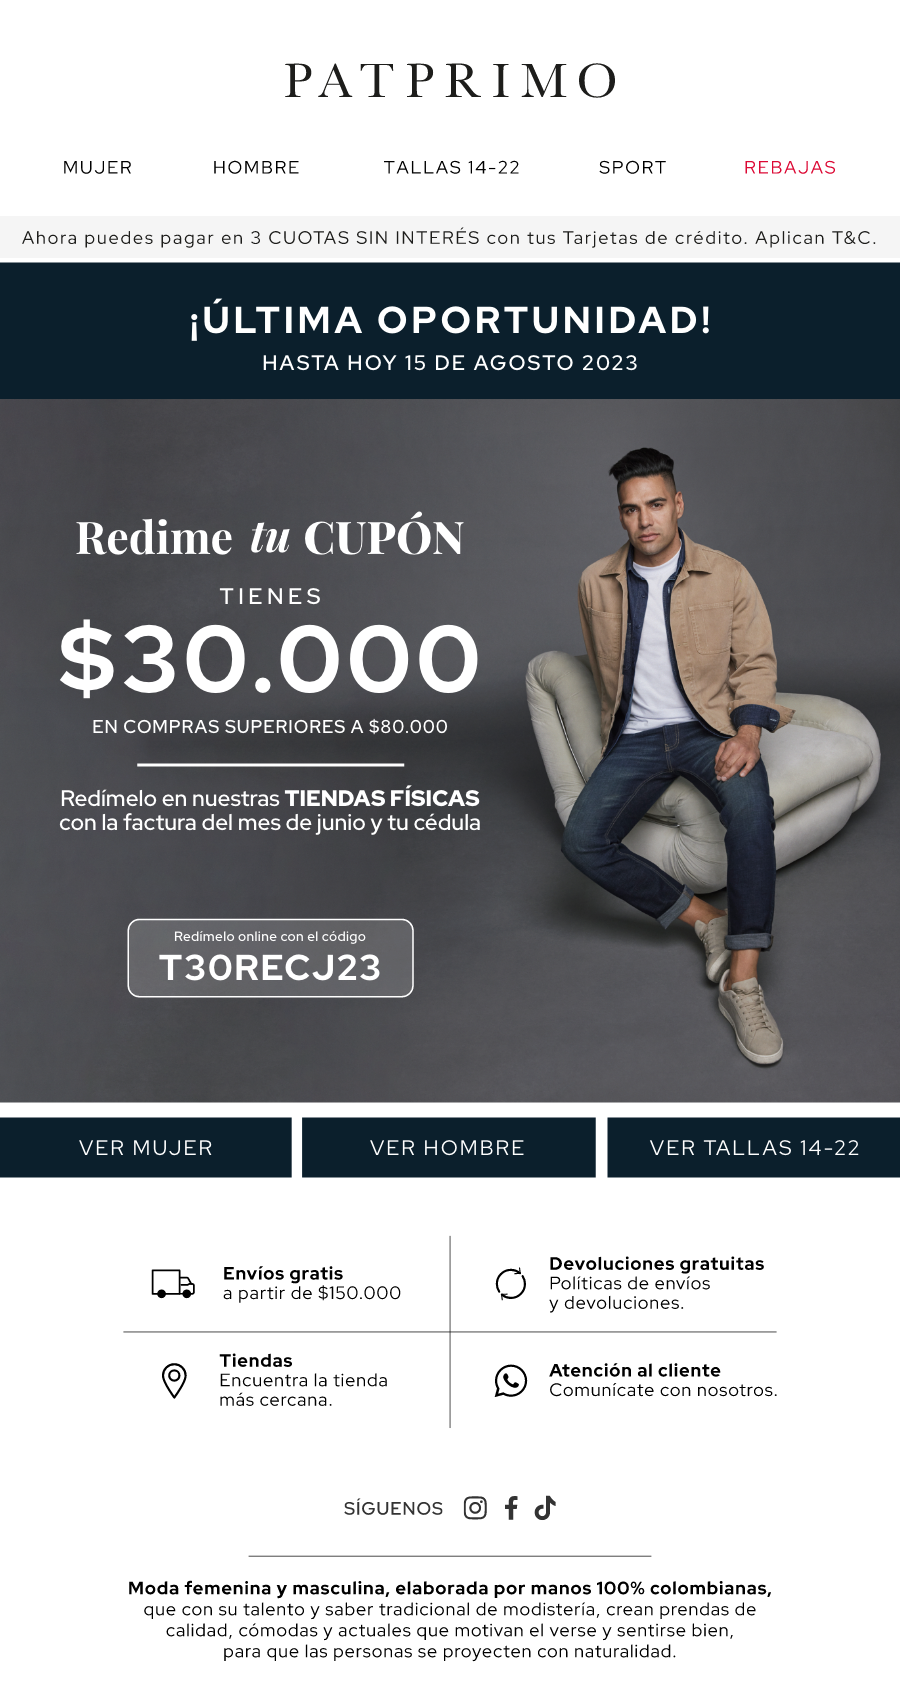 PATPRIMO
MUJER HOMBRE TALLAS 14-22 SPORT REBAJAS
Ahora puedes pagar en 3 CUOTAS SIN INTERÉS con tus Tarjetas de crédito. Aplican T&C.
¡ÚLTIMA OPORTUNIDAD!
HASTA HOY 15 DE AGOSTO 2023
Redime tu CUPÓN
TIENES
$30.000
EN COMPRAS SUPERIORES A $80.000
Redímelo en nuestras TIENDAS FÍSICAS
con la factura del mes de junio y tu cédula
Redímelo online con el código
T30RECJ23
VER MUJER VER HOMBRE VER TALLAS 14-22
Envíos gratis
a partir de $150.000
Devoluciones gratuitas
Políticas de envíos
y devoluciones.
Tiendas
Encuentra la tienda
más cercana.
Atención al cliente
Comunícate con nosotros.
SÍGUENOS
Moda femenina y masculina, elaborada por manos 100% colombianas,
que con su talento y saber tradicional de modistería, crean prendas de
calidad, cómodas y actuales que motivan el verse y sentirse bien,
para que las personas se proyecten con naturalidad.